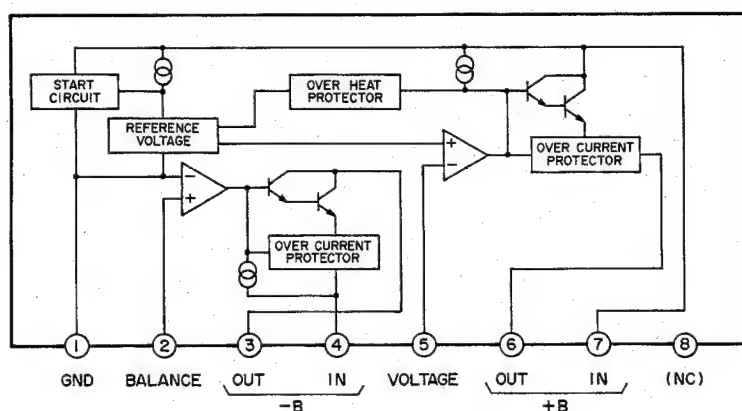 START
CIRCUIT
OVER HEAT
PROTECTOR
REFERENCE
VOLTAGE
+
−
OVER CURRENT
PROTECTOR
−
+
OVER CURRENT
PROTECTOR
1 2 3 4 5 6 7 8
GND BALANCE OUT IN VOLTAGE OUT IN (NC)
−B +B